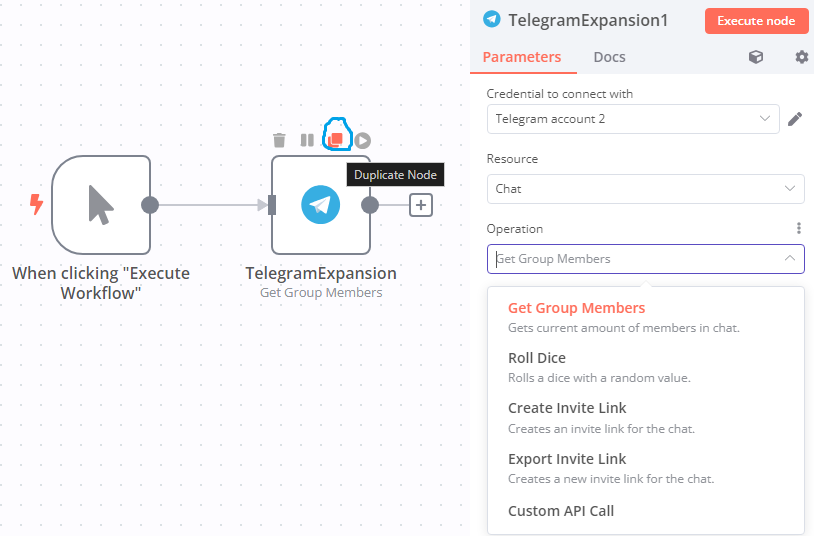 Duplicate Node
When clicking "Execute
Workflow"
TelegramExpansion
Get Group Members
TelegramExpansion1
Execute node
Parameters
Docs
Credential to connect with
Telegram account 2
Resource
Chat
Operation
Get Group Members
Get Group Members
Gets current amount of members in chat.
Roll Dice
Rolls a dice with a random value.
Create Invite Link
Creates an invite link for the chat.
Export Invite Link
Creates a new invite link for the chat.
Custom API Call